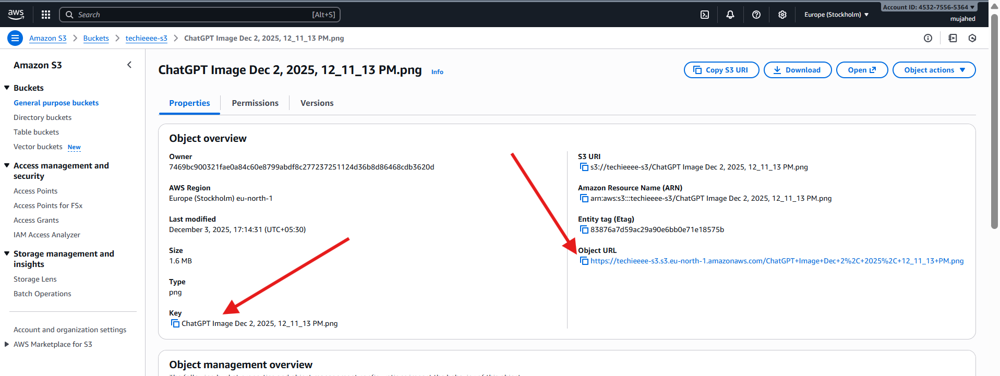 aws
Search [Alt+S]
Europe (Stockholm)
Account ID: 4532-7556-5364
mujahed
Amazon S3 Buckets techieeee-s3 ChatGPT Image Dec 2, 2025, 12_11_13 PM.png
Amazon S3
Buckets
General purpose buckets
Directory buckets
Table buckets
Vector buckets New
Access management and
security
Access Points
Access Points for FSx
Access Grants
IAM Access Analyzer
Storage management and
insights
Storage Lens
Batch Operations
Account and organization settings
AWS Marketplace for S3
ChatGPT Image Dec 2, 2025, 12_11_13 PM.png Info
Copy S3 URI Download Open Object actions
Properties Permissions Versions
Object overview
Owner
7469bc900321fae0a84c60e8799abdf8c277237251124d36b8d86468cdb3620d
AWS Region
Europe (Stockholm) eu-north-1
Last modified
December 3, 2025, 17:14:31 (UTC+05:30)
Size
1.6 MB
Type
png
Key
ChatGPT Image Dec 2, 2025, 12_11_13 PM.png
S3 URI
s3://techieeee-s3/ChatGPT Image Dec 2, 2025, 12_11_13 PM.png
Amazon Resource Name (ARN)
arn:aws:s3:::techieeee-s3/ChatGPT Image Dec 2, 2025, 12_11_13 PM.png
Entity tag (Etag)
83876a7d59ac29a90e6bb0e71e18575b
Object URL
https://techieeee-s3.s3.eu-north-1.amazonaws.com/ChatGPT+Image+Dec+2%2C+2025%2C+12_11_13+PM.png
Object management overview